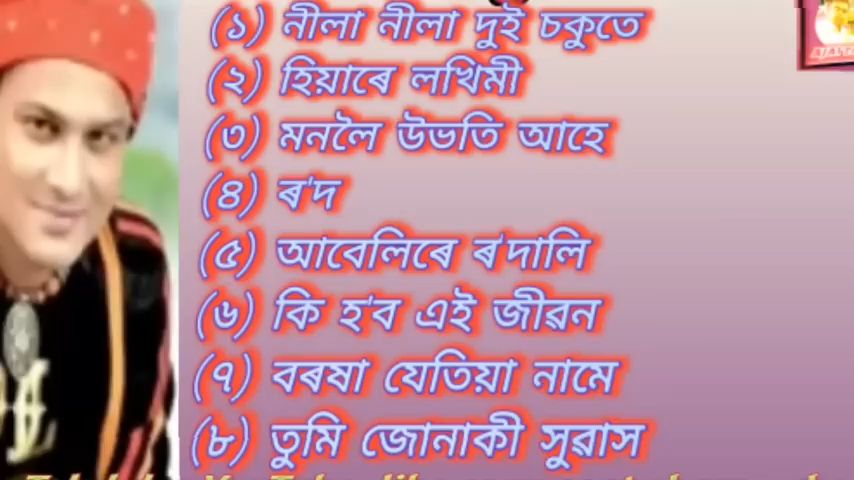 (১) নীলা নীলা দুই চকুতে
(২) হিয়াৰে লখিমী
(৩) মনলৈ উভতি আহে
(৪) ৰ'দ
(৫) আবেলিৰে ৰ'দালি
(৬) কি হ'ব এই জীৱন
(৭) বৰষা যেতিয়া নামে
(৮) তুমি জোনাকী সুৱাস